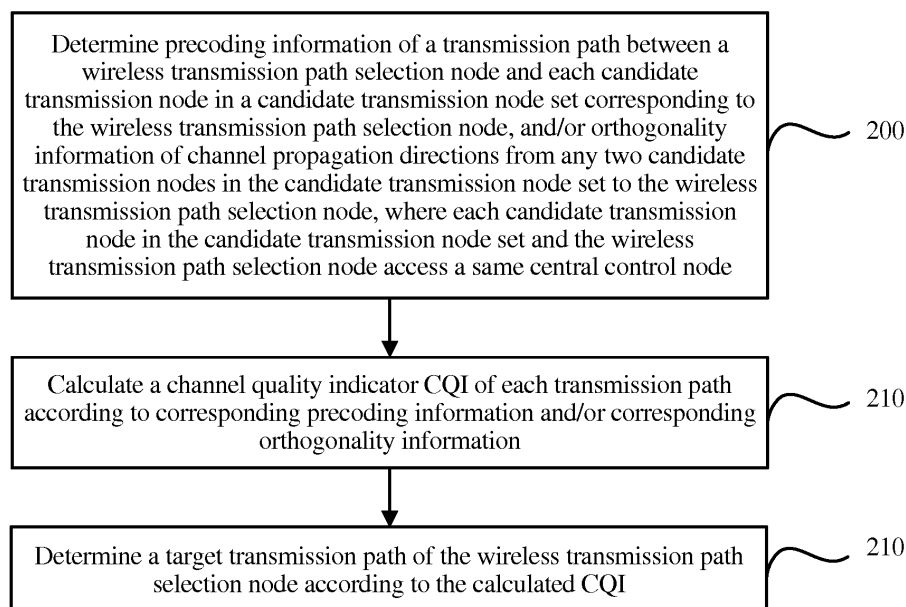 Determine precoding information of a transmission path between a
wireless transmission path selection node and each candidate
transmission node in a candidate transmission node set corresponding to
the wireless transmission path selection node, and/or orthogonality
information of channel propagation directions from any two candidate
transmission nodes in the candidate transmission node set to the wireless
transmission path selection node, where each candidate transmission
node in the candidate transmission node set and the wireless
transmission path selection node access a same central control node
200
Calculate a channel quality indicator CQI of each transmission path
according to corresponding precoding information and/or corresponding
orthogonality information
210
Determine a target transmission path of the wireless transmission path
selection node according to the calculated CQI
210